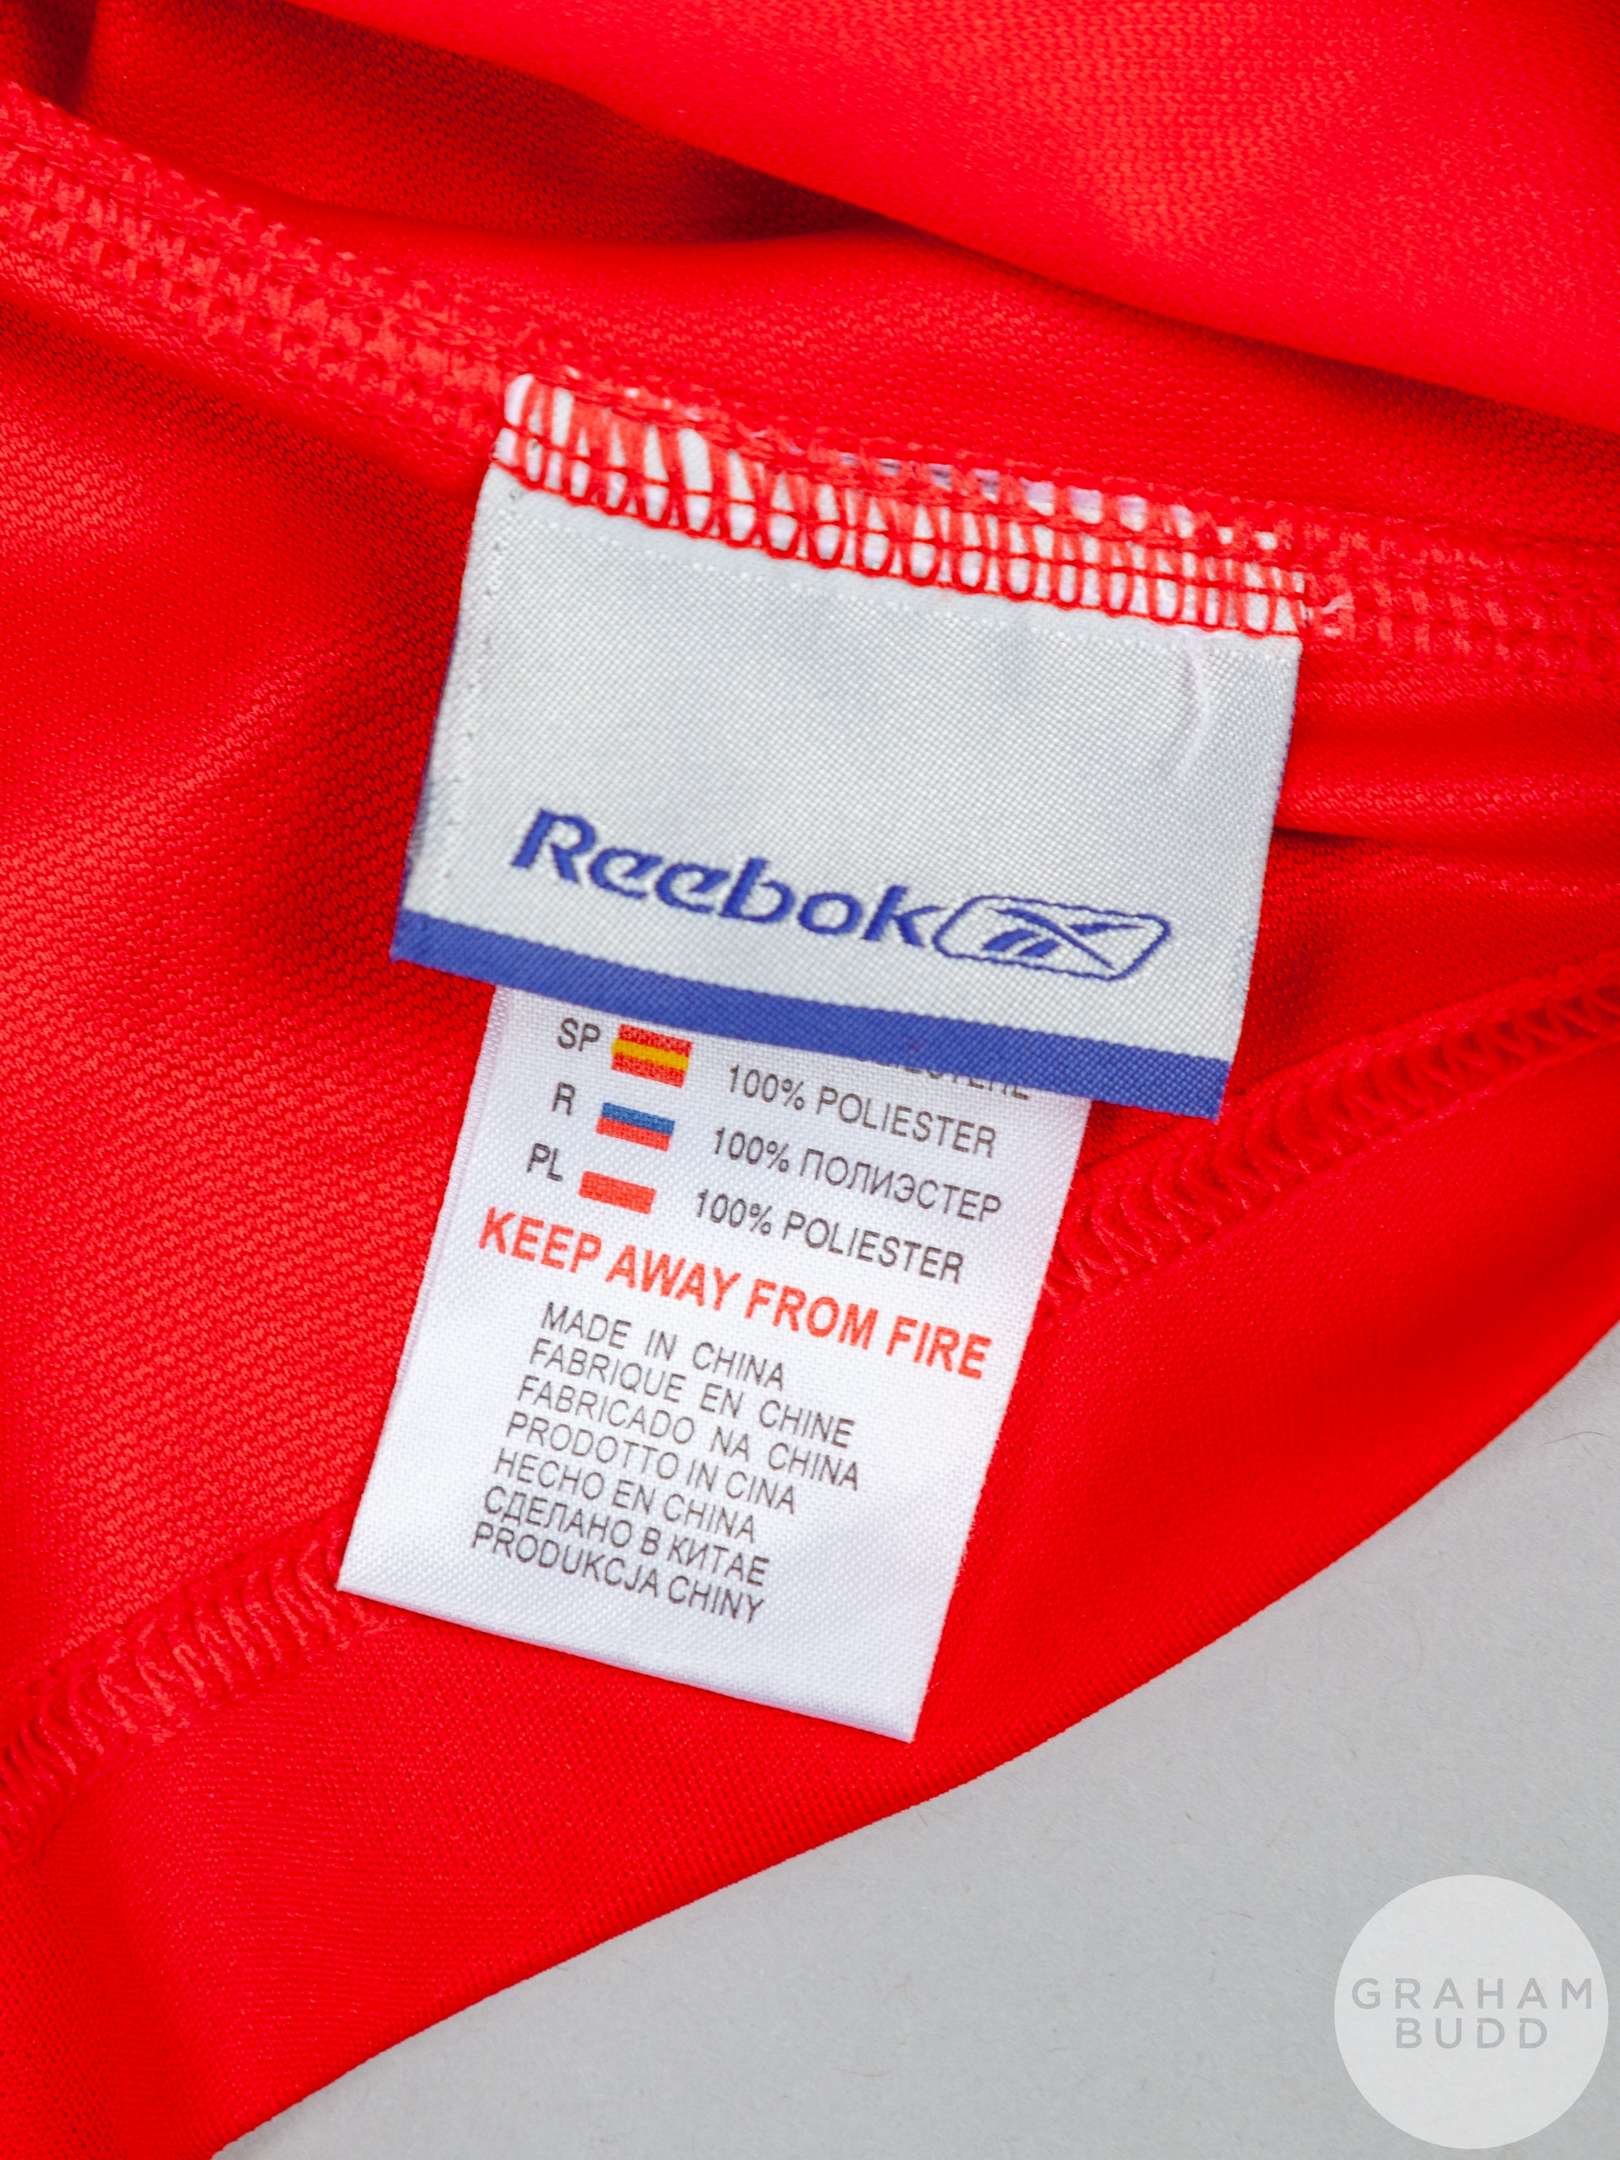 Reebok
SP 100% POLIESTER
R 100% ПОЛИЭСТЕР
PL 100% POLIESTER
KEEP AWAY FROM FIRE
MADE IN CHINA
FABRIQUE EN CHINE
FABRICADO NA CHINA
PRODOTTO IN CINA
HECHO EN CHINA
СДЕЛАНО В КИТАЕ
PRODUKCJA CHINY
GRAHAM
BUDD